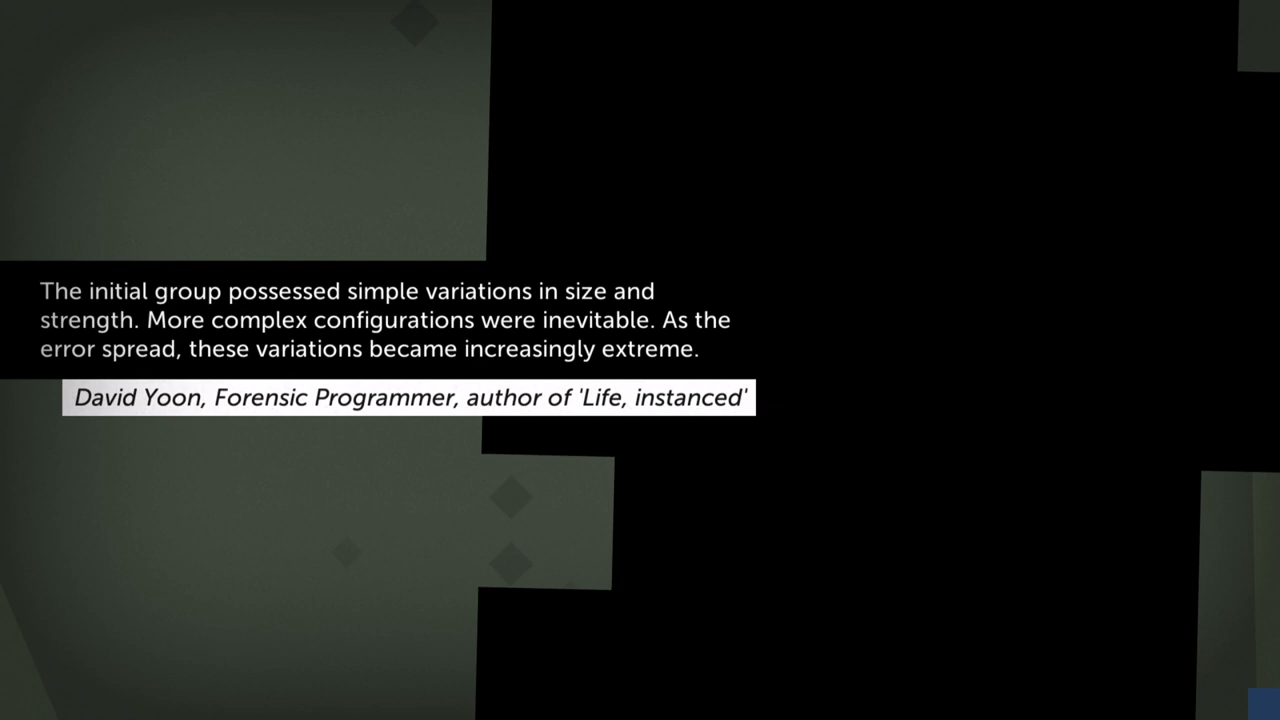 The initial group possessed simple variations in size and
strength. More complex configurations were inevitable. As the
error spread, these variations became increasingly extreme.
David Yoon, Forensic Programmer, author of 'Life, instanced'